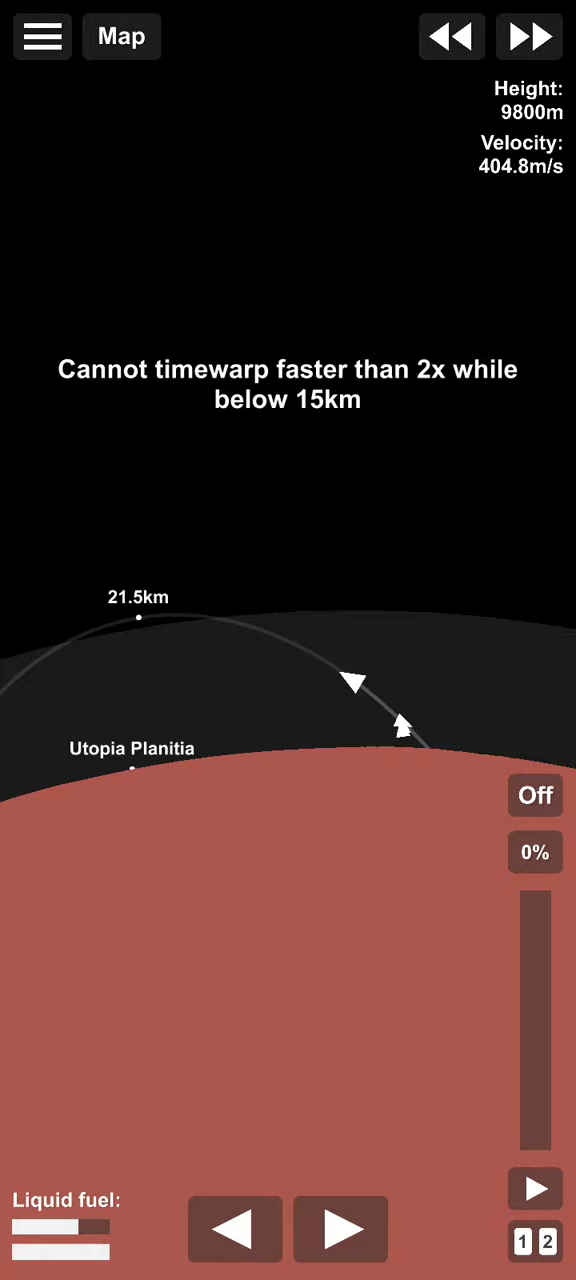 Map
Height:
9800m
Velocity:
404.8m/s
Cannot timewarp faster than 2x while
below 15km
21.5km
Utopia Planitia
Off
0%
Liquid fuel:
1 2